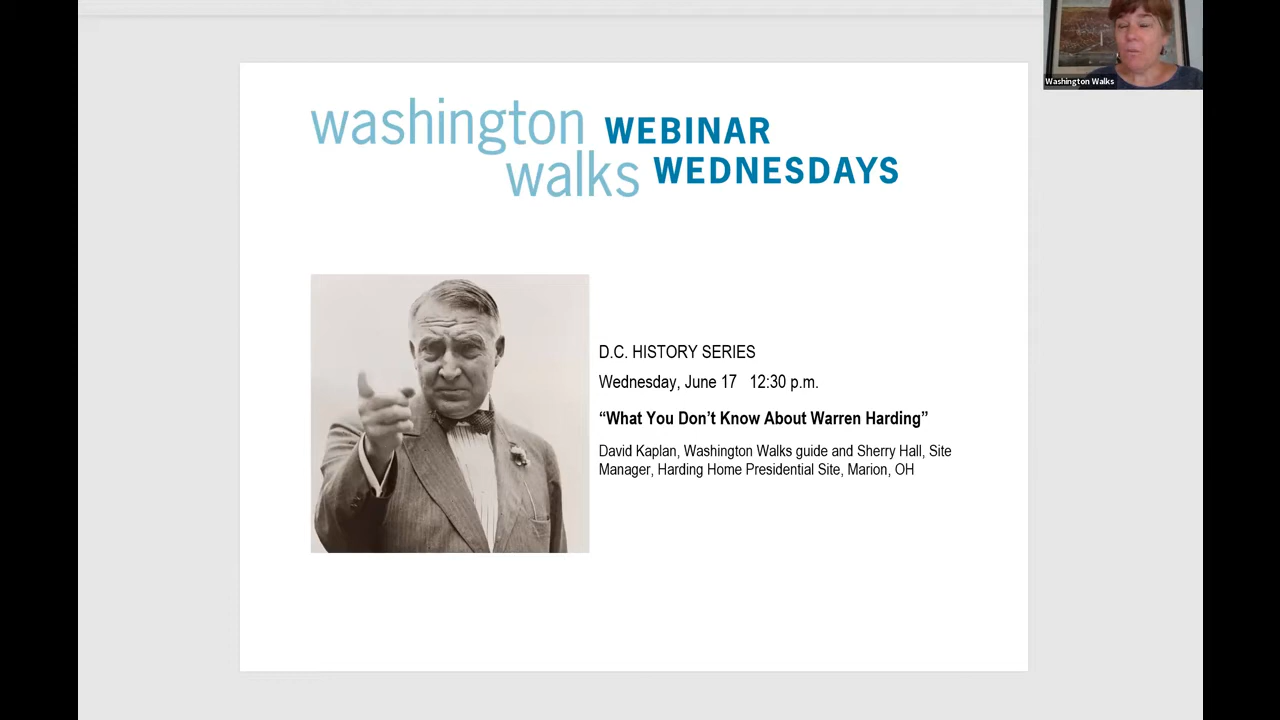 washington WEBINAR
walks WEDNESDAYS
D.C. HISTORY SERIES
Wednesday, June 17 12:30 p.m.
“What You Don’t Know About Warren Harding”
David Kaplan, Washington Walks guide and Sherry Hall, Site
Manager, Harding Home Presidential Site, Marion, OH
Washington Walks